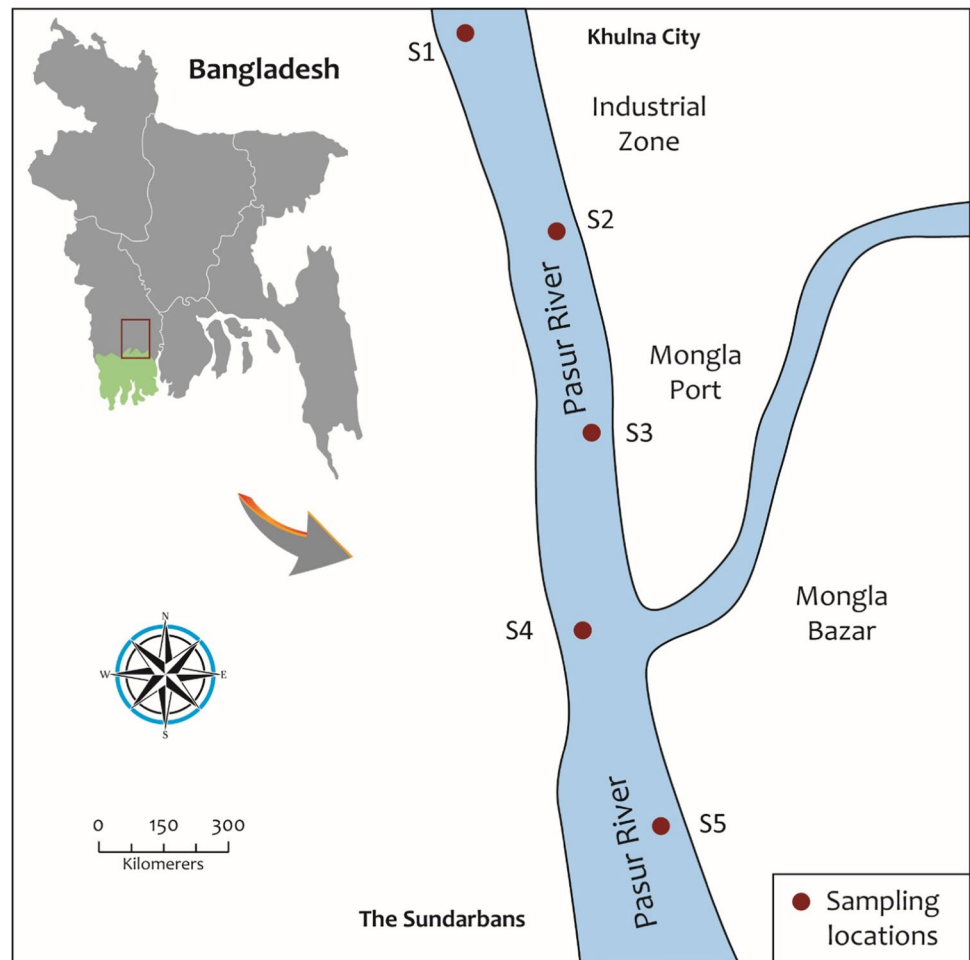 Bangladesh
S1
Khulna City
Industrial
Zone
S2
Pasur River
Mongla
Port
S3
S4
Mongla
Bazar
N
W
E
S
0 150 300
Kilomerers
Pasur River
S5
The Sundarbans
Sampling
locations